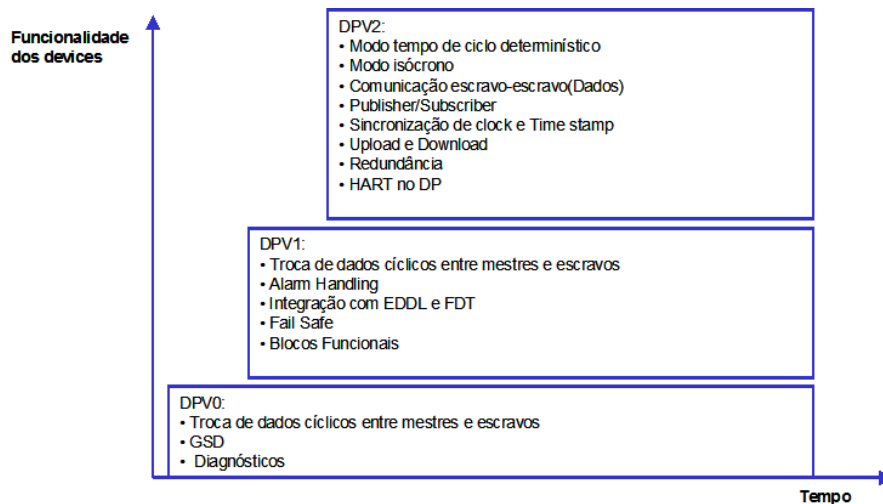 Funcionalidade
dos devices
DPV2:
• Modo tempo de ciclo determinístico
• Modo isócrono
• Comunicação escravo-escravo(Dados)
• Publisher/Subscriber
• Sincronização de clock e Time stamp
• Upload e Download
• Redundância
• HART no DP
DPV1:
• Troca de dados cíclicos entre mestres e escravos
• Alarm Handling
• Integração com EDDL e FDT
• Fail Safe
• Blocos Funcionais
DPV0:
• Troca de dados cíclicos entre mestres e escravos
• GSD
• Diagnósticos
Tempo